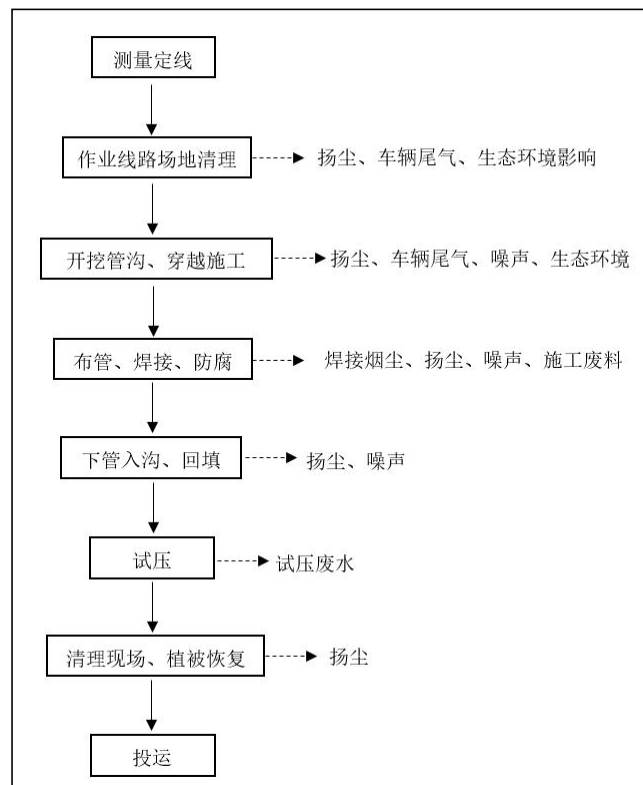 测量定线
作业线路场地清理
扬尘、车辆尾气、生态环境影响
开挖管沟、穿越施工
扬尘、车辆尾气、噪声、生态环境
布管、焊接、防腐
焊接烟尘、扬尘、噪声、施工废料
下管入沟、回填
扬尘、噪声
试压
试压废水
清理现场、植被恢复
扬尘
投运